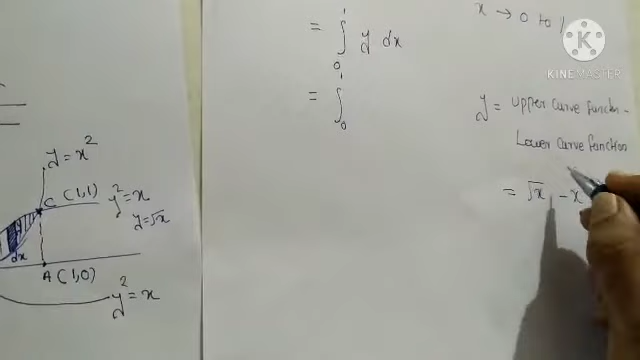 y = x²
C (1,1)
y² = x
y = √x
dx
A (1,0)
y² = x
= ∫₀¹ y dx
= ∫₀¹
x → 0 to 1
y = Upper curve function -
Lower curve function
= √x - x
KINEMASTER